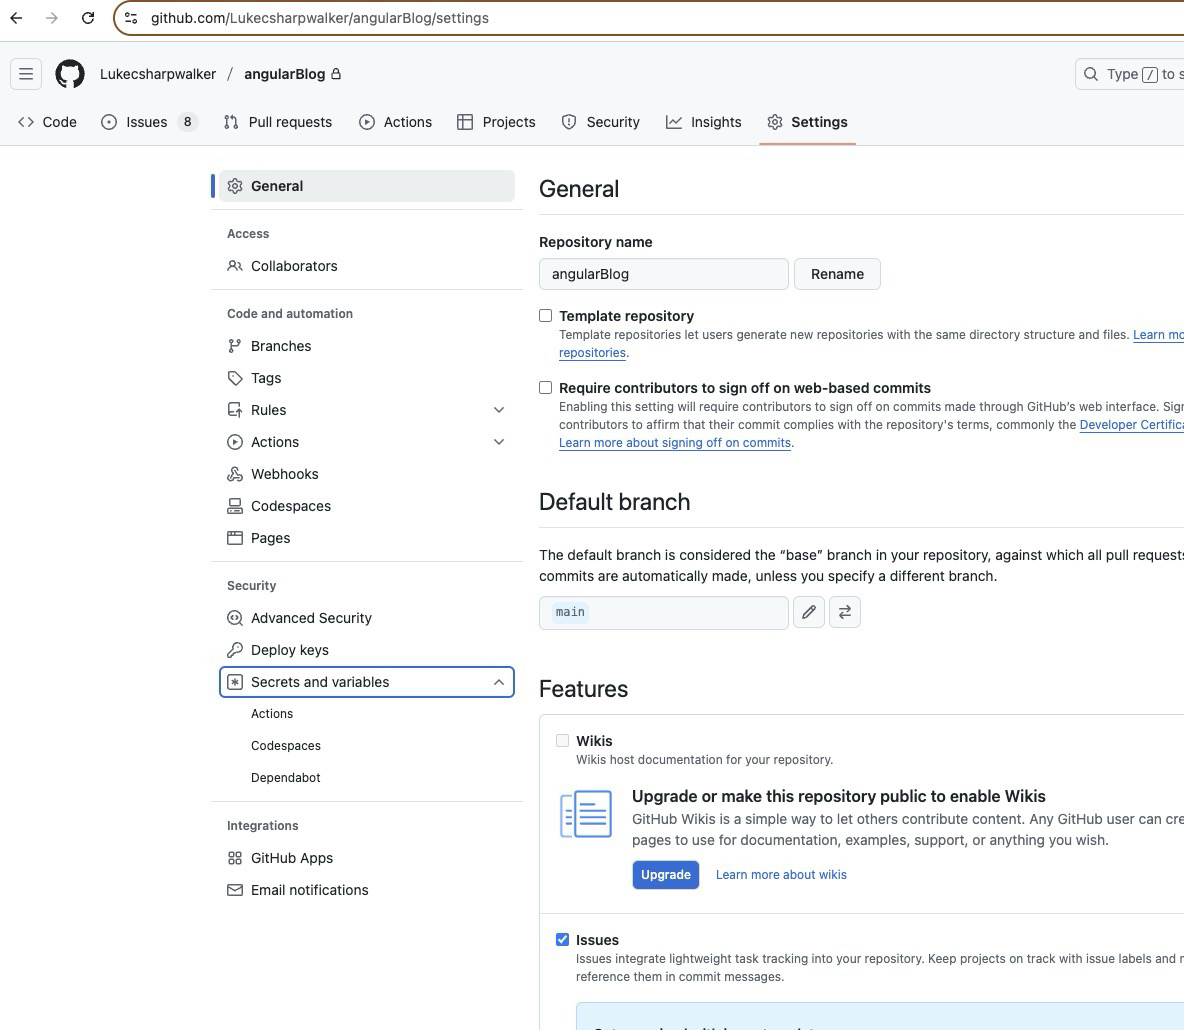 github.com/Lukecsharpwalker/angularBlog/settings
Lukecsharpwalker / angularBlog
Type / to s
Code
Issues 8
Pull requests
Actions
Projects
Security
Insights
Settings
General
Access
Collaborators
Code and automation
Branches
Tags
Rules
Actions
Webhooks
Codespaces
Pages
Security
Advanced Security
Deploy keys
Secrets and variables
Actions
Codespaces
Dependabot
Integrations
GitHub Apps
Email notifications
General
Repository name
angularBlog
Rename
Template repository
Template repositories let users generate new repositories with the same directory structure and files. Learn mo
repositories.
Require contributors to sign off on web-based commits
Enabling this setting will require contributors to sign off on commits made through GitHub’s web interface. Sig
contributors to affirm that their commit complies with the repository's terms, commonly the Developer Certifica
Learn more about signing off on commits.
Default branch
The default branch is considered the “base” branch in your repository, against which all pull requests
commits are automatically made, unless you specify a different branch.
main
Features
Wikis
Wikis host documentation for your repository.
Upgrade or make this repository public to enable Wikis
GitHub Wikis is a simple way to let others contribute content. Any GitHub user can cre
pages to use for documentation, examples, support, or anything you wish.
Upgrade
Learn more about wikis
Issues
Issues integrate lightweight task tracking into your repository. Keep projects on track with issue labels and
reference them in commit messages.